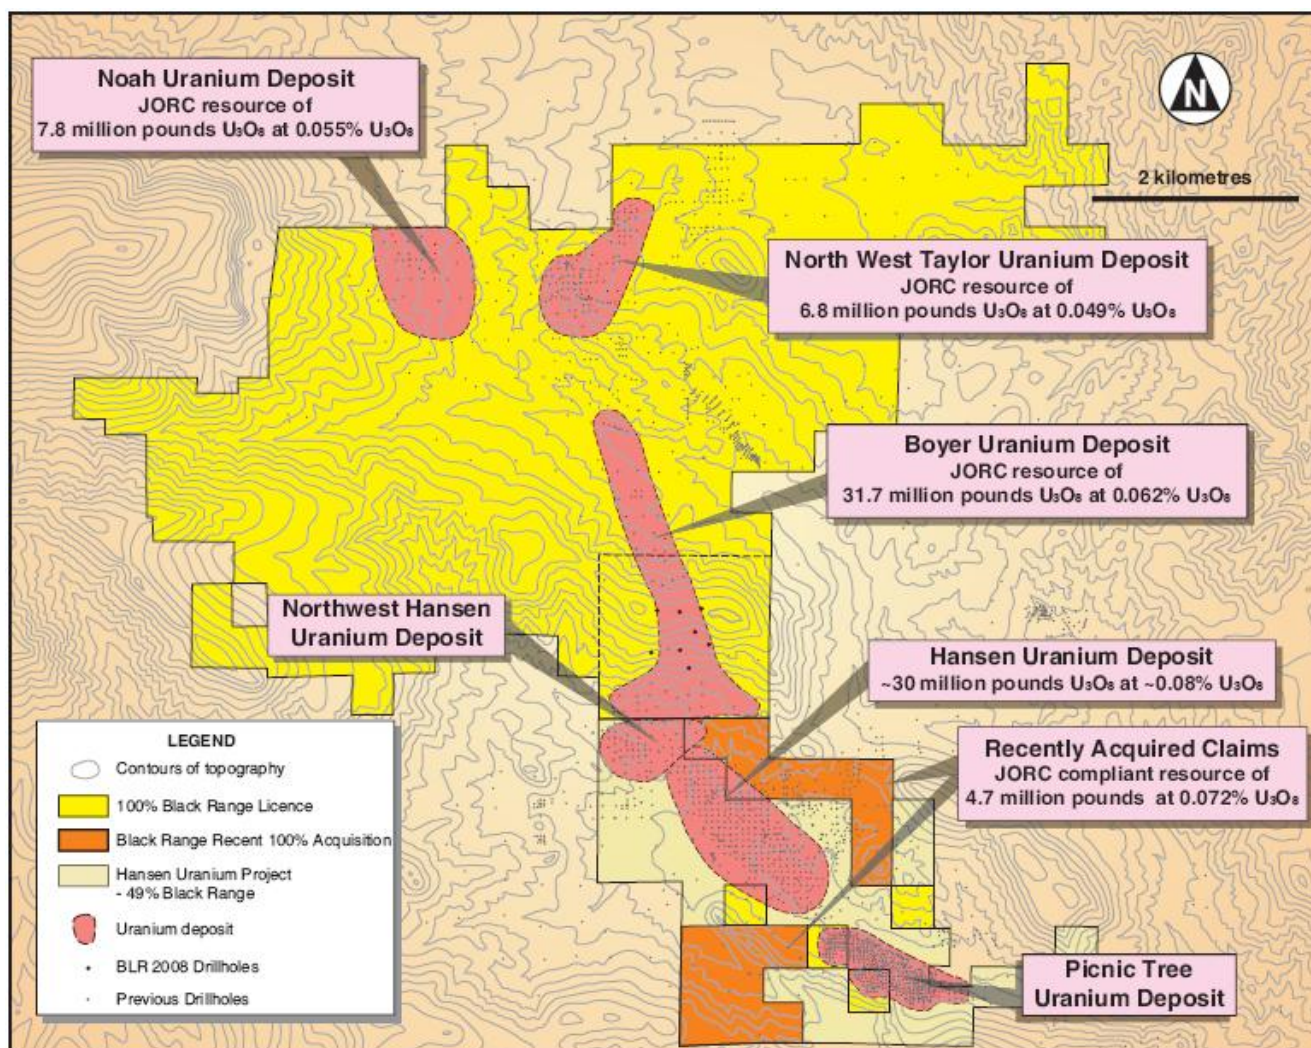 Noah Uranium Deposit
JORC resource of
7.8 million pounds U₃O₈ at 0.055% U₃O₈
N
2 kilometres
North West Taylor Uranium Deposit
JORC resource of
6.8 million pounds U₃O₈ at 0.049% U₃O₈
Boyer Uranium Deposit
JORC resource of
31.7 million pounds U₃O₈ at 0.062% U₃O₈
Northwest Hansen
Uranium Deposit
Hansen Uranium Deposit
~30 million pounds U₃O₈ at ~0.08% U₃O₈
Recently Acquired Claims
JORC compliant resource of
4.7 million pounds at 0.072% U₃O₈
Picnic Tree
Uranium Deposit
LEGEND
Contours of topography
100% Black Range Licence
Black Range Recent 100% Acquisition
Hansen Uranium Project
- 49% Black Range
Uranium deposit
BLR 2008 Drillholes
Previous Drillholes